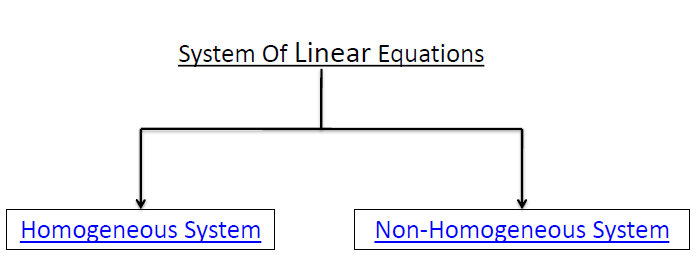 System Of Linear Equations
Homogeneous System
Non-Homogeneous System